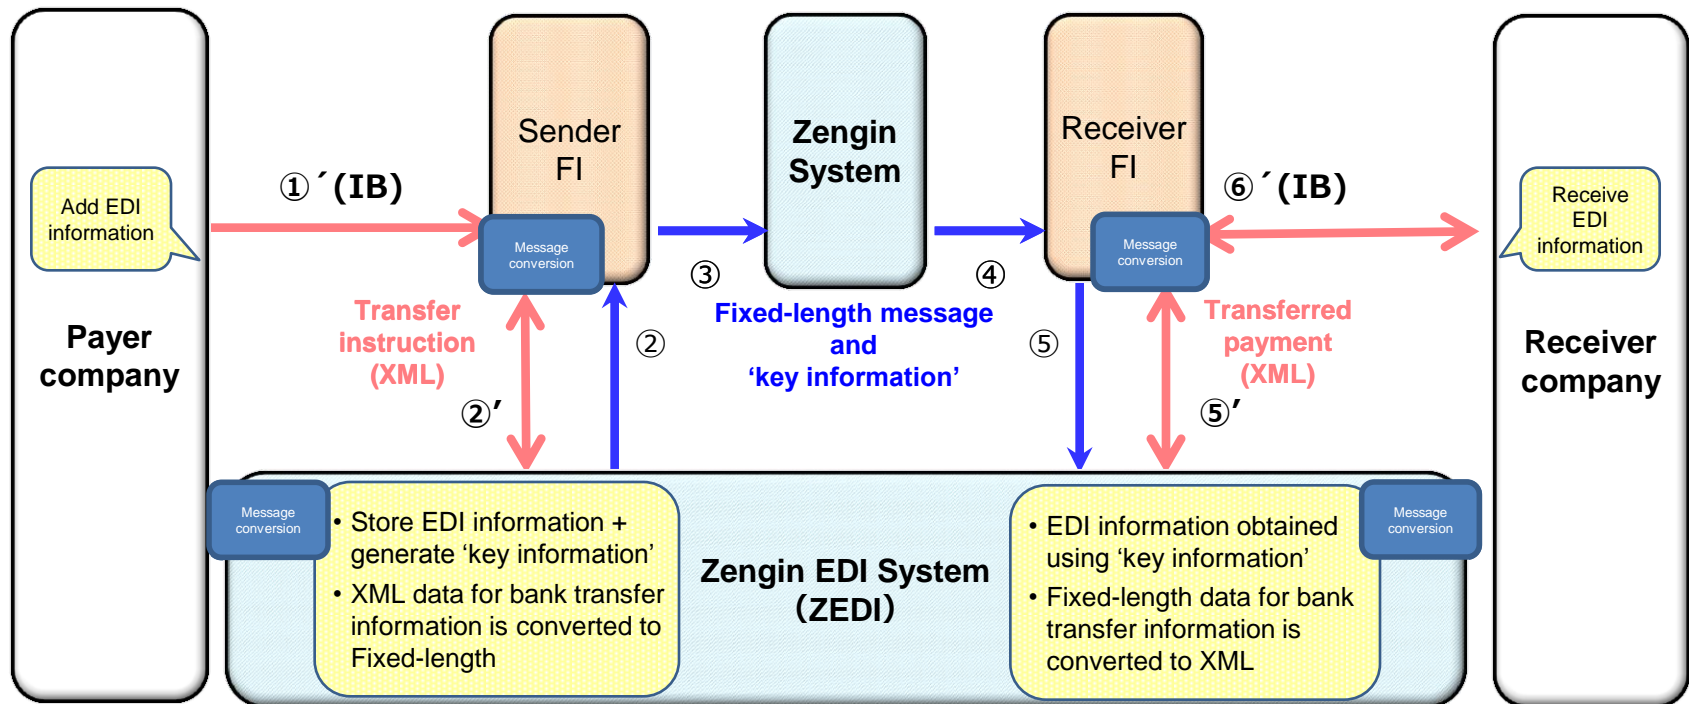 Add EDI
information
Payer
company
①´(IB)
Sender
FI
Message
conversion
Transfer
instruction
(XML)
②’
②
③
Zengin
System
④
Fixed-length message
and
‘key information’
Receiver
FI
Message
conversion
⑤
Transferred
payment
(XML)
⑤’
⑥´(IB)
Receive
EDI
information
Receiver
company
Message
conversion
• Store EDI information +
generate ‘key information’
• XML data for bank transfer
information is converted to
Fixed-length
Zengin EDI System
(ZEDI)
• EDI information obtained
using ‘key information’
• Fixed-length data for bank
transfer information is
converted to XML
Message
conversion